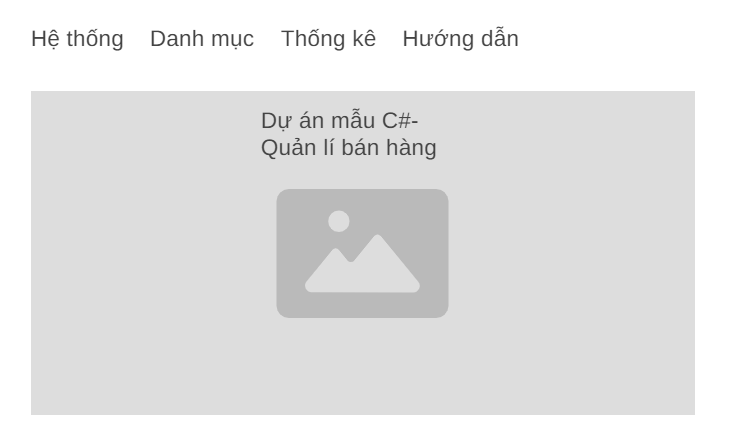 Hệ thống Danh mục Thống kê Hướng dẫn
Dự án mẫu C#-
Quản lí bán hàng